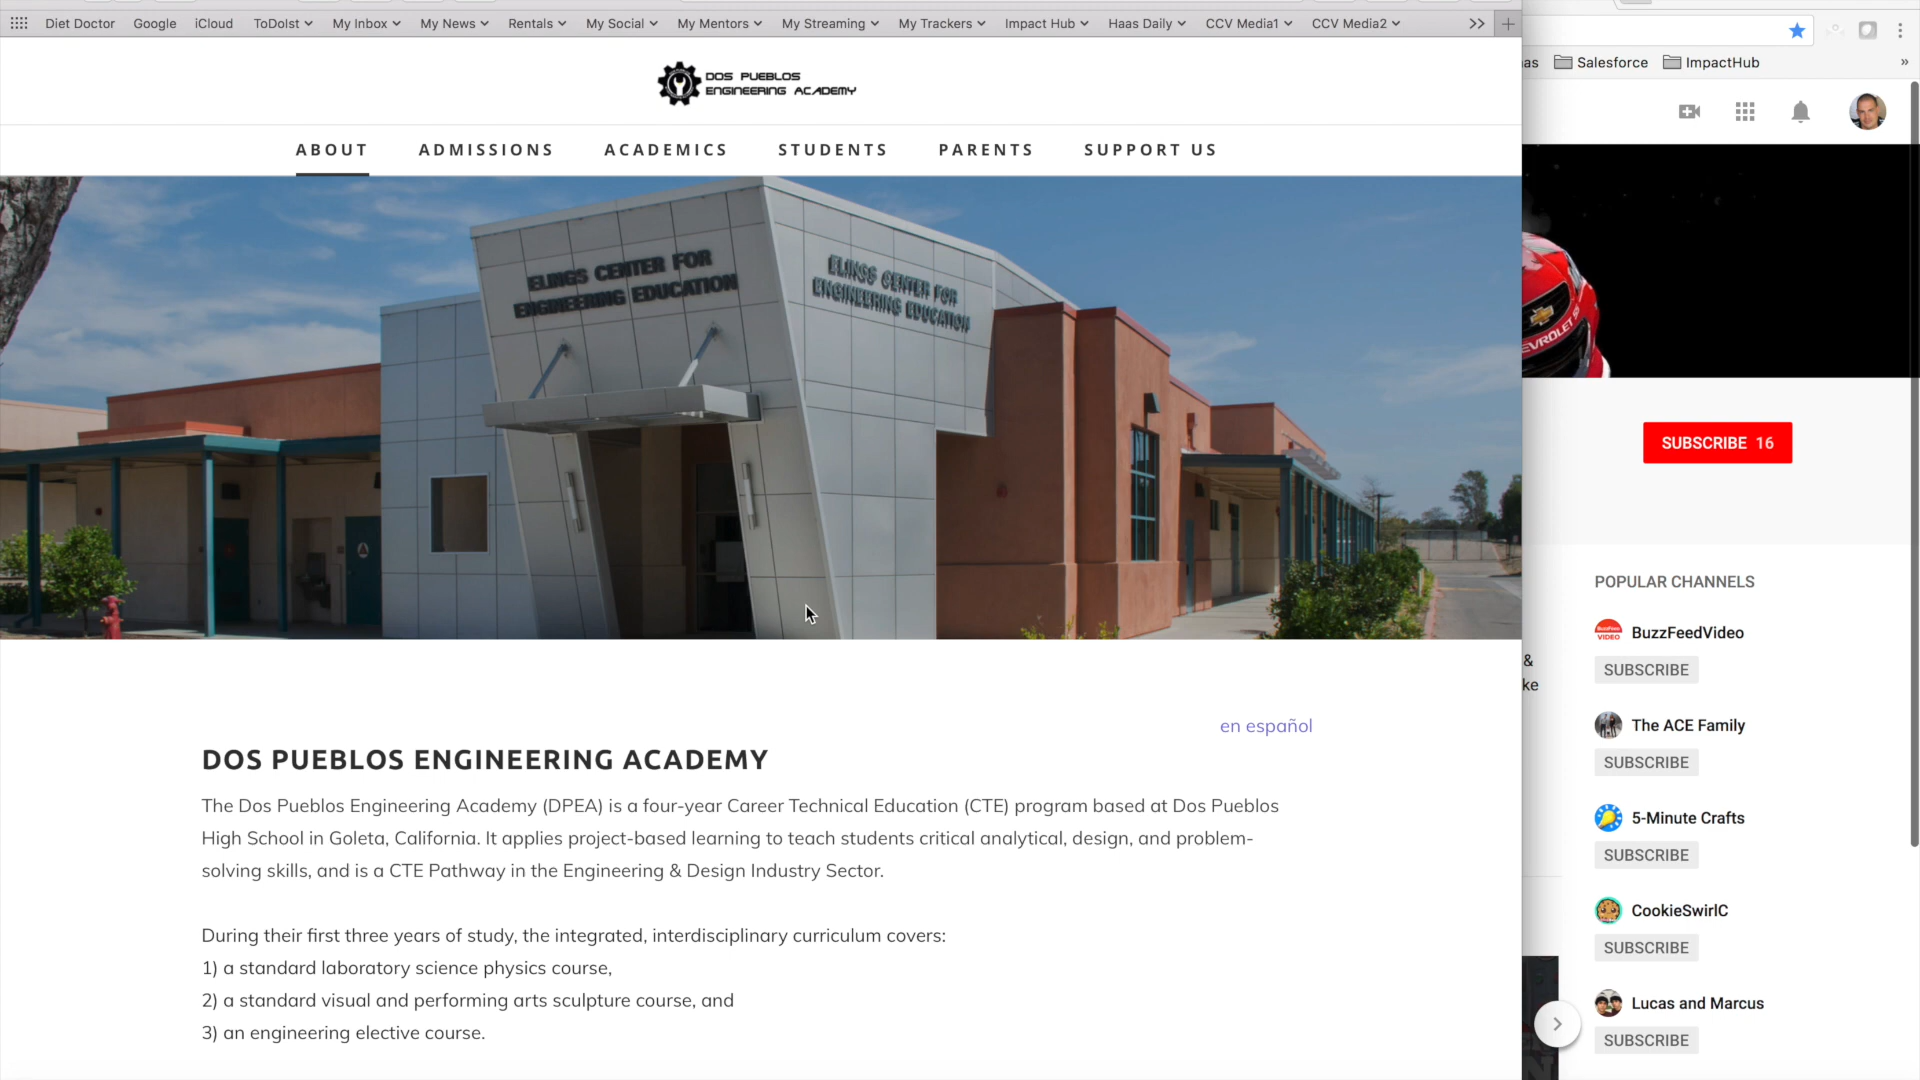 Diet Doctor Google iCloud ToDoIst My Inbox My News Rentals My Social My Mentors My Streaming My Trackers Impact Hub Haas Daily CCV Media1 CCV Media2
as Salesforce ImpactHub
DOS PUEBLOS
ENGINEERING ACADEMY
ABOUT ADMISSIONS ACADEMICS STUDENTS PARENTS SUPPORT US
ELINGS CENTER FOR
ENGINEERING EDUCATION
ELINGS CENTER FOR
ENGINEERING EDUCATION
EVROLET SS
SUBSCRIBE 16
en español
DOS PUEBLOS ENGINEERING ACADEMY
The Dos Pueblos Engineering Academy (DPEA) is a four-year Career Technical Education (CTE) program based at Dos Pueblos
High School in Goleta, California. It applies project-based learning to teach students critical analytical, design, and problem-
solving skills, and is a CTE Pathway in the Engineering & Design Industry Sector.
During their first three years of study, the integrated, interdisciplinary curriculum covers:
1) a standard laboratory science physics course,
2) a standard visual and performing arts sculpture course, and
3) an engineering elective course.
&
ke
POPULAR CHANNELS
BuzzFeed
VIDEO
BuzzFeedVideo
SUBSCRIBE
The ACE Family
SUBSCRIBE
5-Minute Crafts
SUBSCRIBE
CookieSwirlC
SUBSCRIBE
Lucas and Marcus
SUBSCRIBE